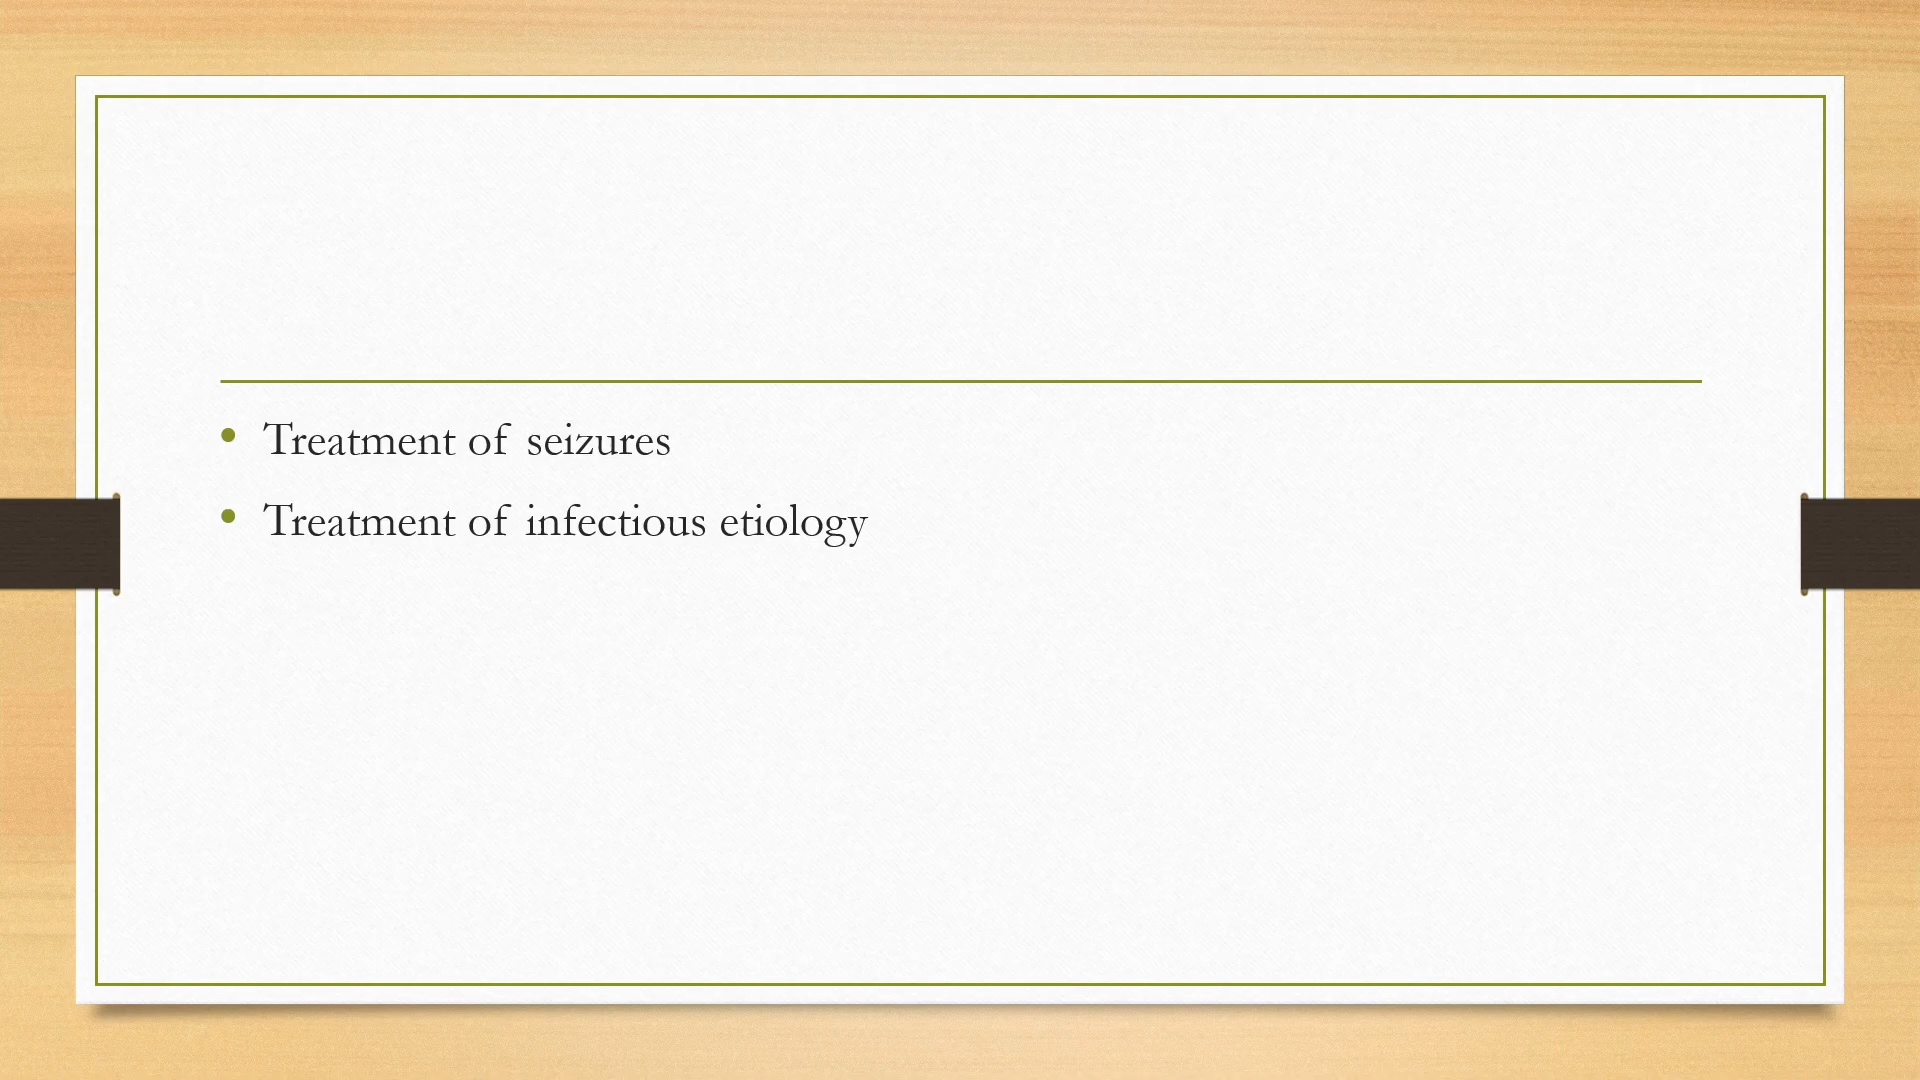 • Treatment of seizures
• Treatment of infectious etiology